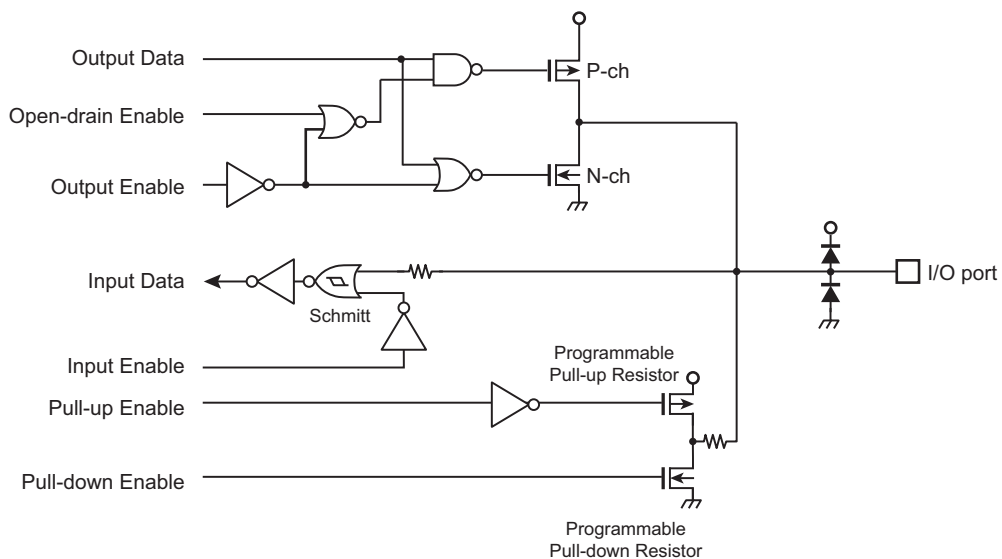 Output Data
P-ch
Open-drain Enable
Output Enable
N-ch
Input Data
Schmitt
I/O port
Input Enable
Programmable
Pull-up Resistor
Pull-up Enable
Pull-down Enable
Programmable
Pull-down Resistor